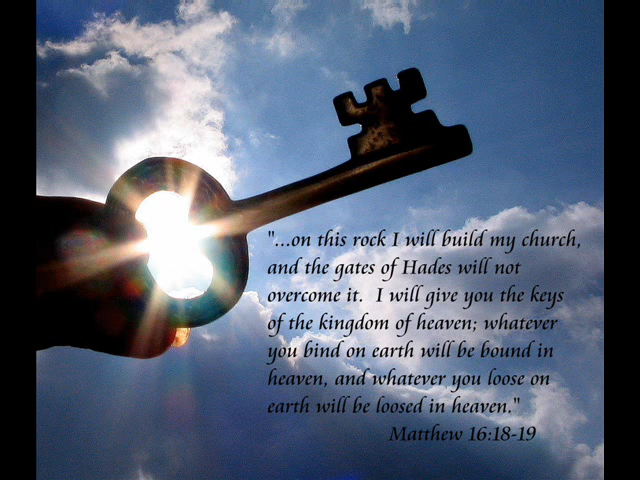 "...on this rock I will build my church,
and the gates of Hades will not
overcome it.  I will give you the keys
of the kingdom of heaven; whatever
you bind on earth will be bound in
heaven, and whatever you loose on
earth will be loosed in heaven."
Matthew 16:18-19